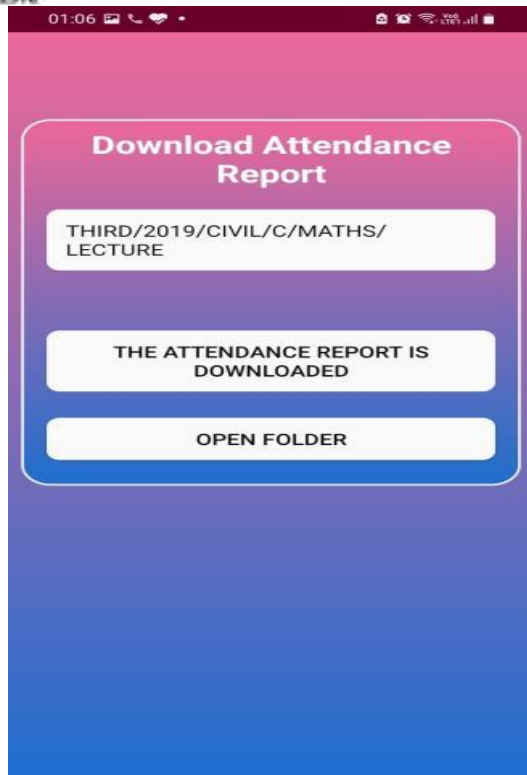 01:06
Download Attendance
Report
THIRD/2019/CIVIL/C/MATHS/
LECTURE
THE ATTENDANCE REPORT IS
DOWNLOADED
OPEN FOLDER